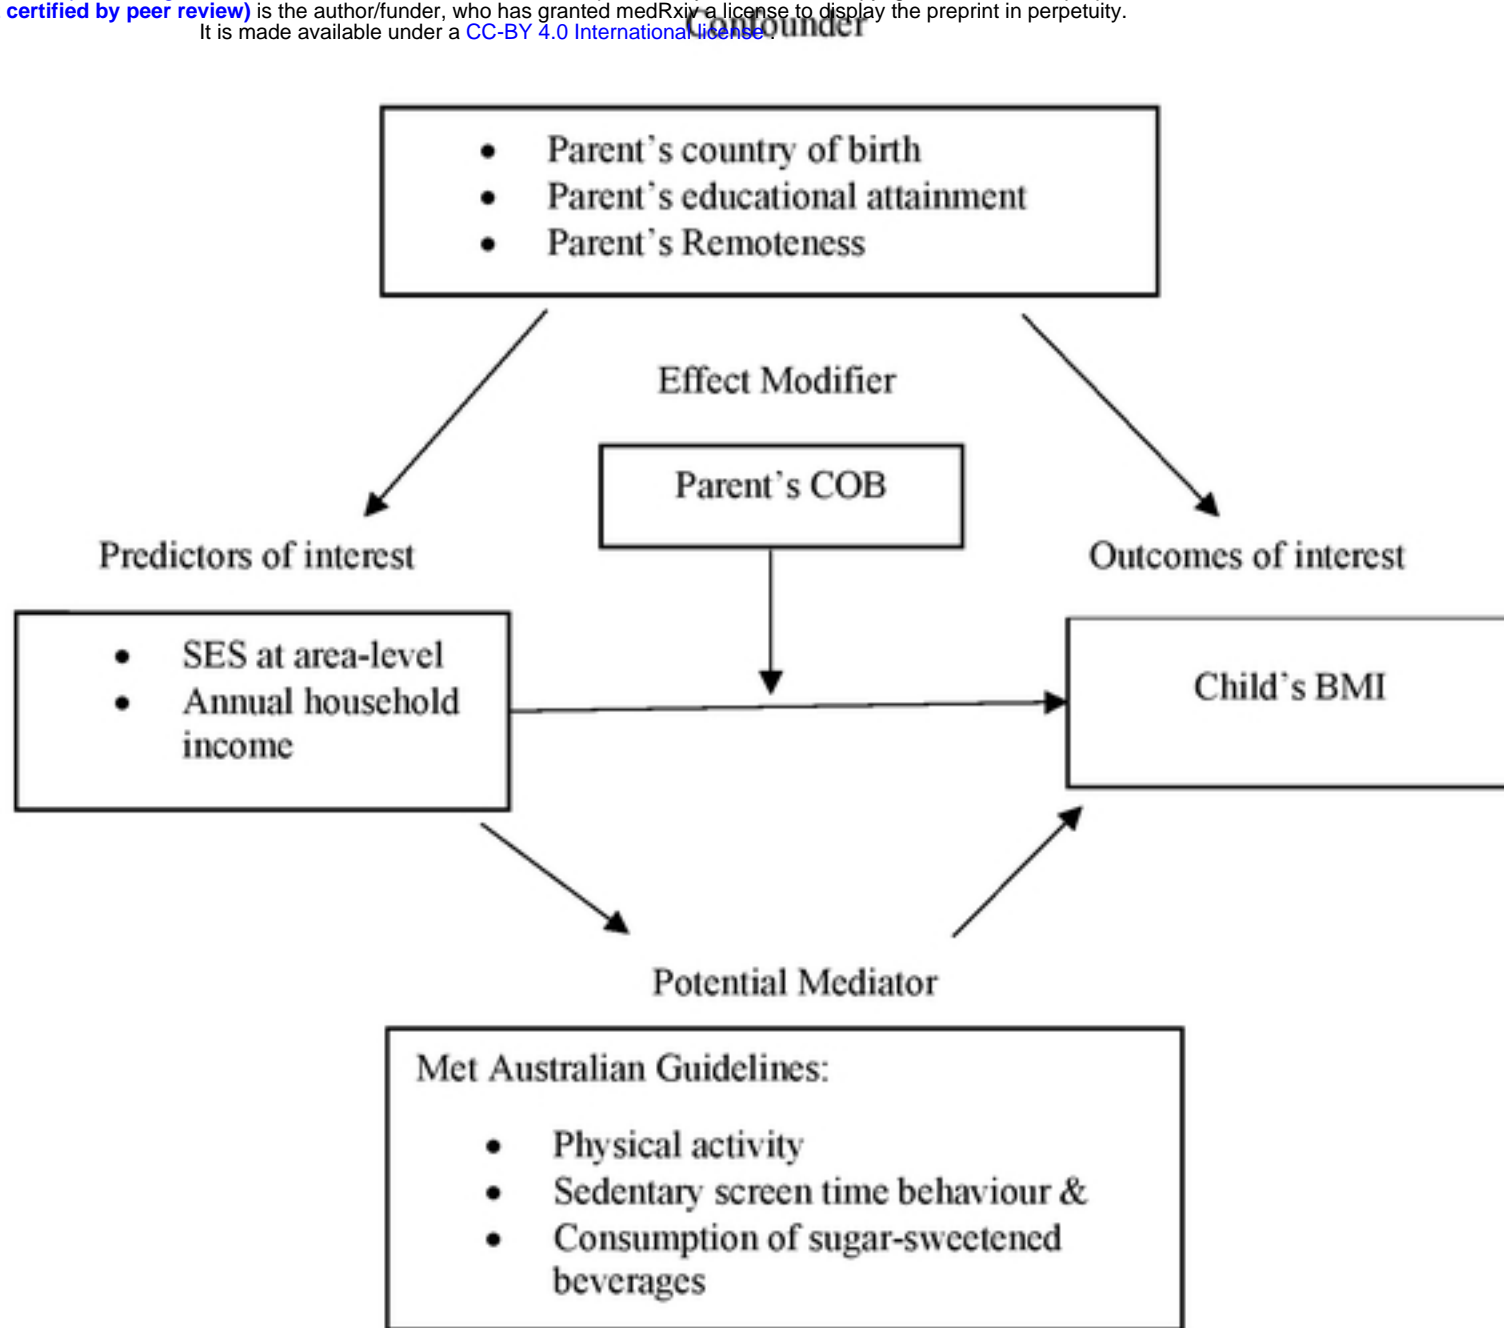 certified by peer review) is the author/funder, who has granted medRxiv a license to display the preprint in perpetuity.
It is made available under a CC-BY 4.0 International license .
Confounder
• Parent’s country of birth
• Parent’s educational attainment
• Parent’s Remoteness
Effect Modifier
Parent’s COB
Predictors of interest
Outcomes of interest
• SES at area-level
• Annual household
income
Child’s BMI
Potential Mediator
Met Australian Guidelines:
• Physical activity
• Sedentary screen time behaviour &
• Consumption of sugar-sweetened
beverages